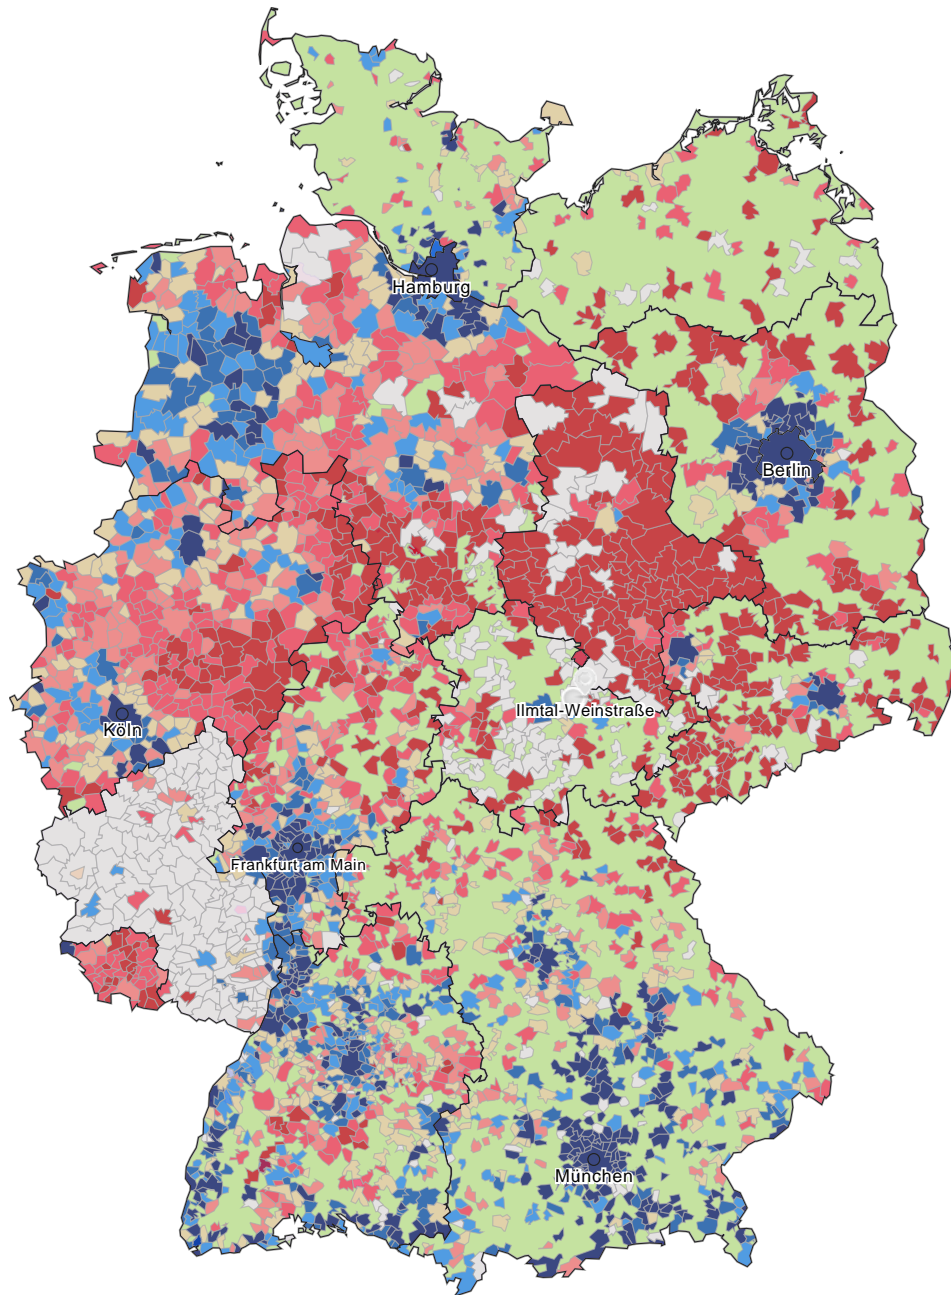 Hamburg
Berlin
Ilmtal-Weinstraße
Köln
Frankfurt am Main
München